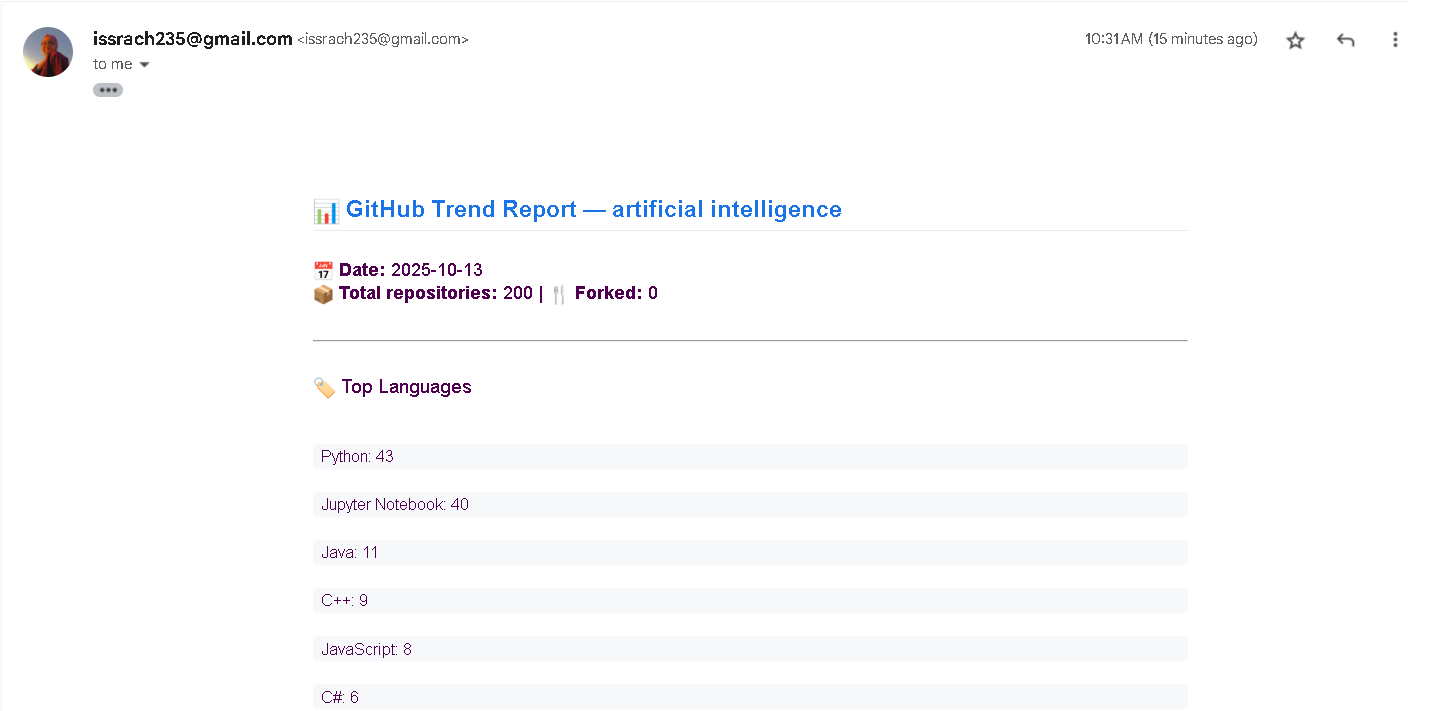 issrach235@gmail.com <issrach235@gmail.com>
10:31 AM (15 minutes ago)
to me
📊 GitHub Trend Report — artificial intelligence
📅 Date: 2025-10-13
📦 Total repositories: 200 | 🍴 Forked: 0
🏷️ Top Languages
Python: 43
Jupyter Notebook: 40
Java: 11
C++: 9
JavaScript: 8
C#: 6